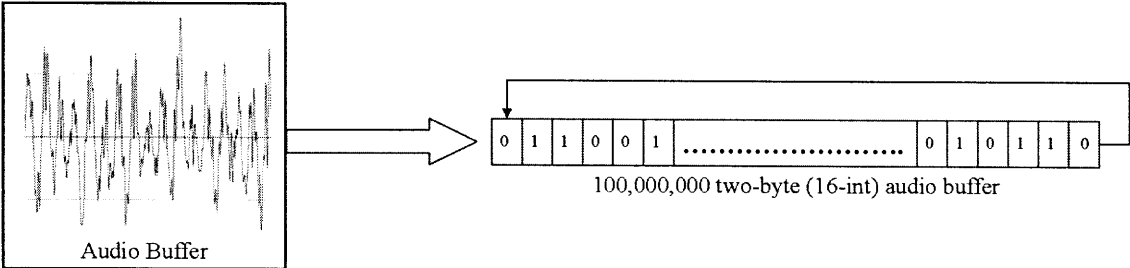 0 1 1 0 0 1 ........................ 0 1 0 1 1 0
100,000,000 two-byte (16-int) audio buffer
Audio Buffer